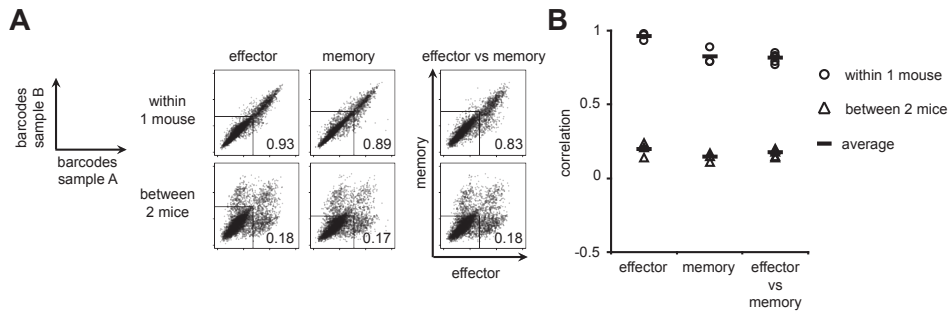 A
barcodes
sample B
barcodes
sample A
effector
memory
effector vs memory
within
1 mouse
0.93
0.89
0.83
between
2 mice
0.18
0.17
0.18
memory
effector
B
correlation
1
0.5
0
-0.5
effector
memory
effector
vs
memory
within 1 mouse
between 2 mice
average